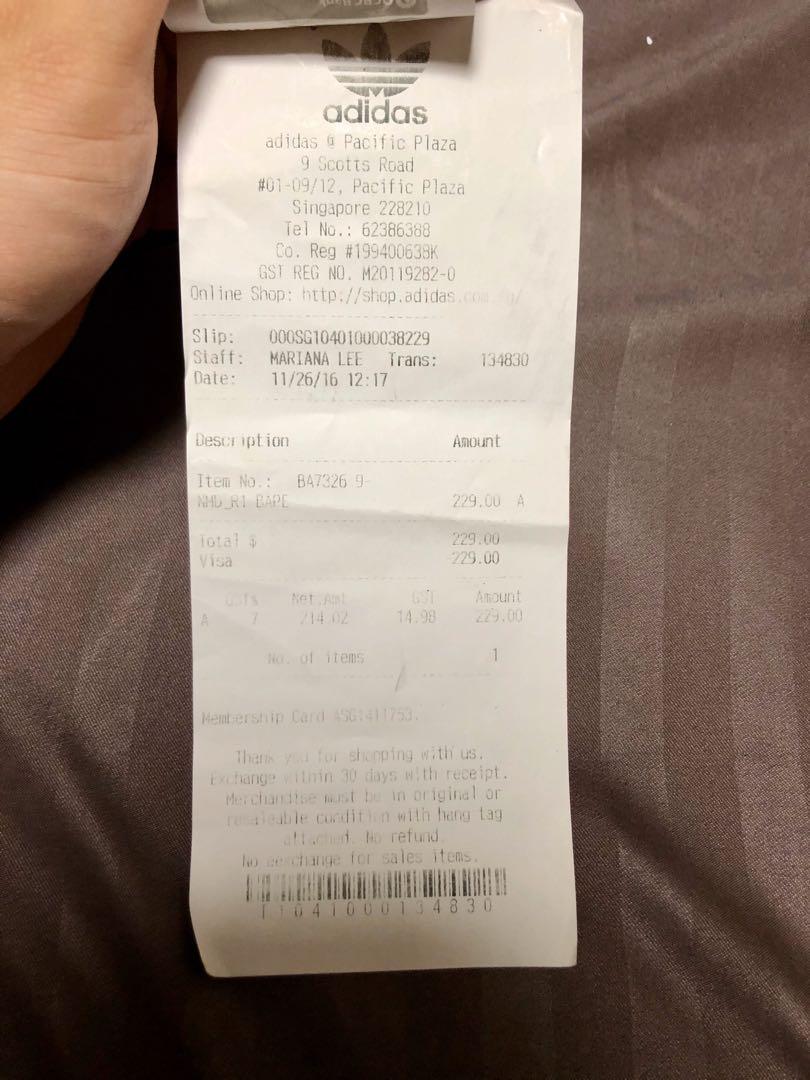 adidas
adidas @ Pacific Plaza
9 Scotts Road
#01-09/12, Pacific Plaza
Singapore 228210
Tel No.: 62386388
Co. Reg #199400638K
GST REG NO. M20119282-0
Online Shop: http://shop.adidas.com.sg/
Slip: 000SG10401000038229
Staff: MARIANA LEE Trans: 134830
Date: 11/26/16 12:17
Description Amount
Item No.: BA7326 9-
NMD_R1 BAPE 229.00 A
Total $ 229.00
Visa 229.00
GST% Net.Amt GST Amount
A 7 214.02 14.98 229.00
No. of items 1
Membership Card ASG1411753.
Thank you for shopping with us.
Exchange within 30 days with receipt.
Merchandise must be in original or
resaleable condition with hang tag
attached. No refund.
No eexchange for sales items.
11041000134830